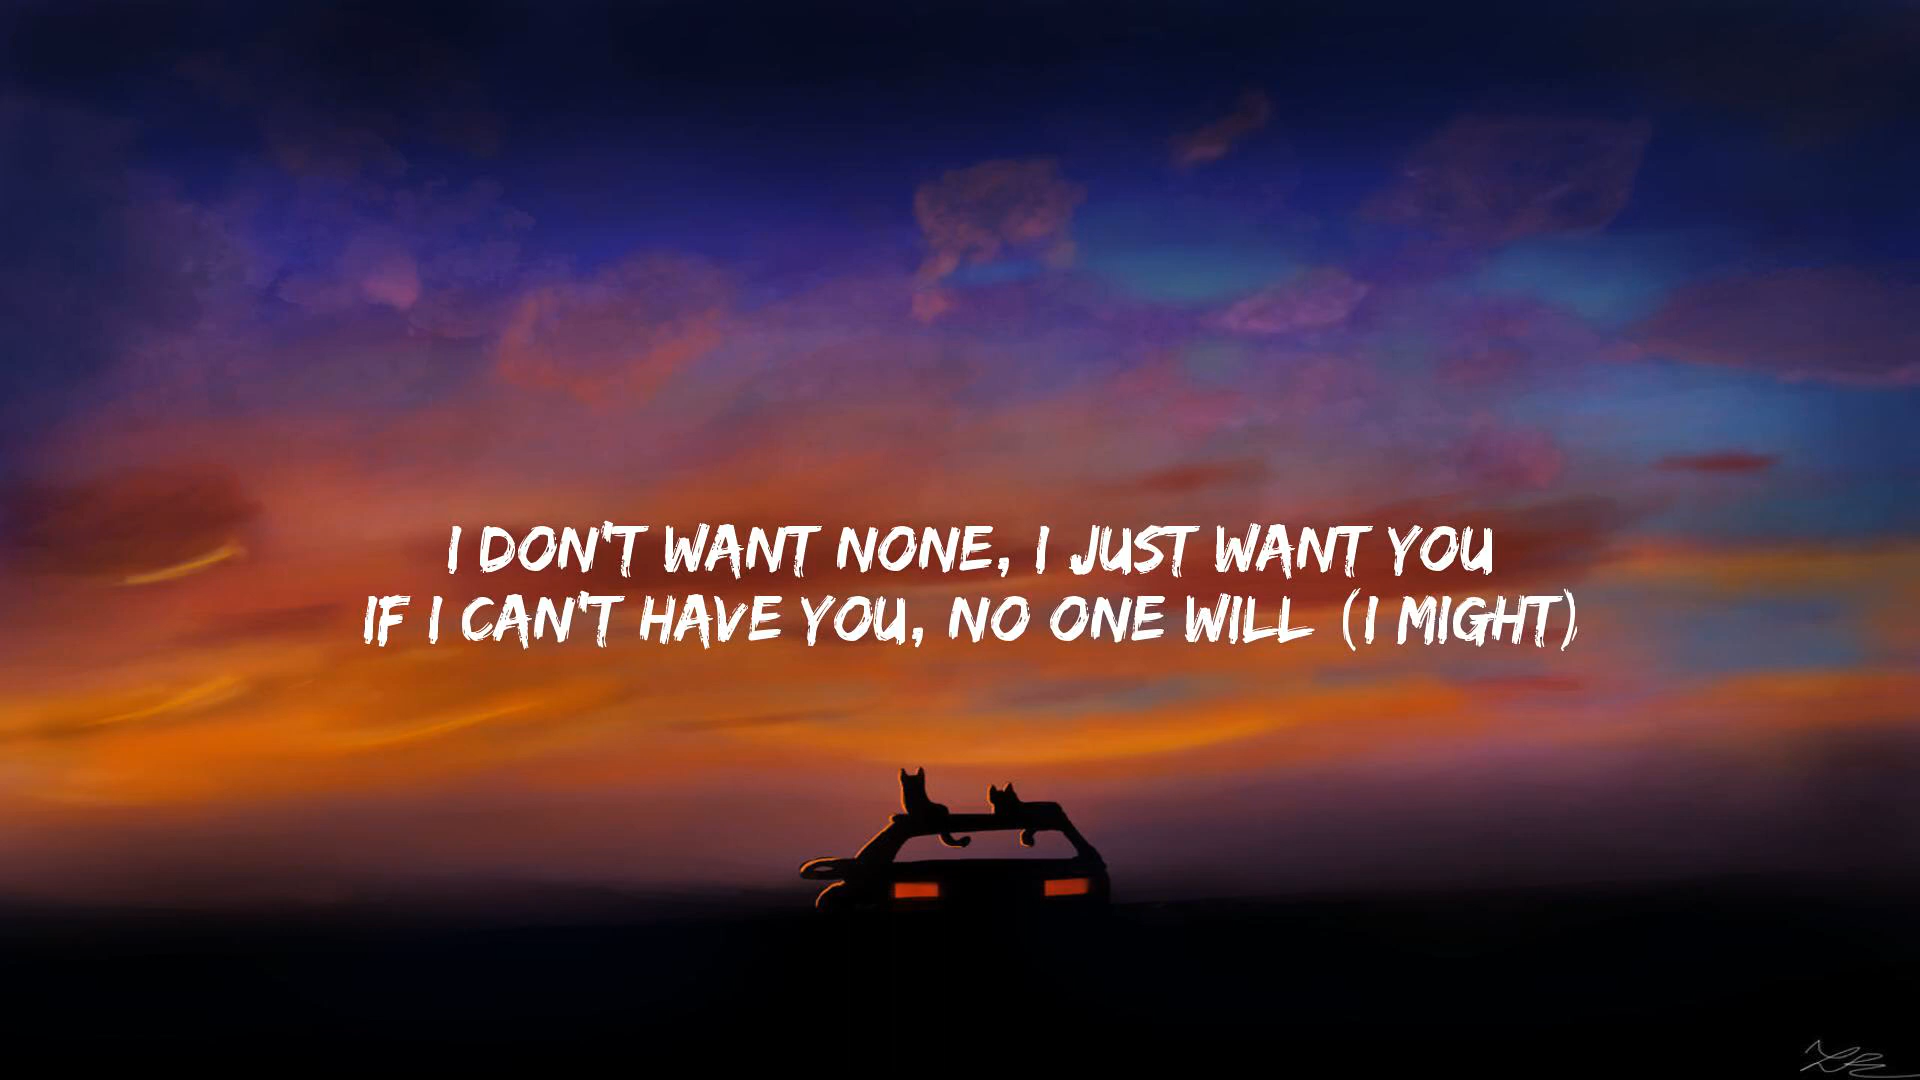 I DON'T WANT NONE, I JUST WANT YOU
IF I CAN'T HAVE YOU, NO ONE WILL (I MIGHT)